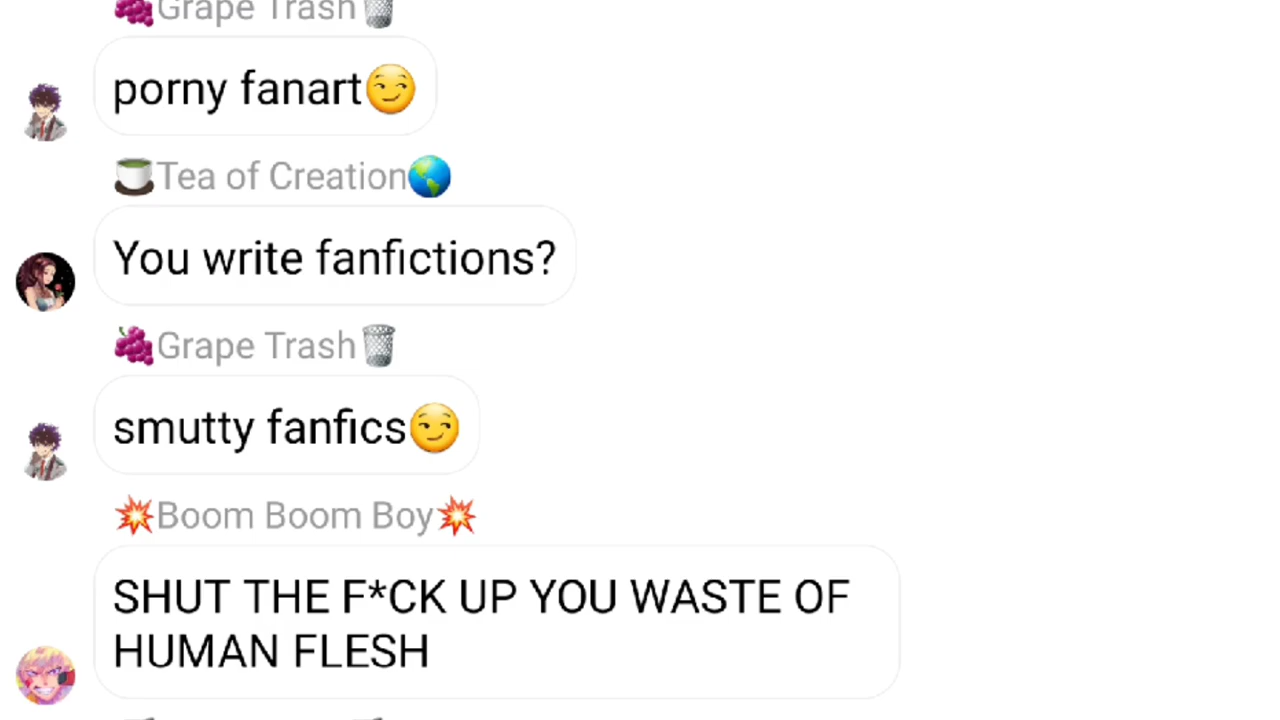 🍇Grape Trash🗑️
porny fanart😏
🍵Tea of Creation🌎
You write fanfictions?
🍇Grape Trash🗑️
smutty fanfics😏
💥Boom Boom Boy💥
SHUT THE F*CK UP YOU WASTE OF
HUMAN FLESH